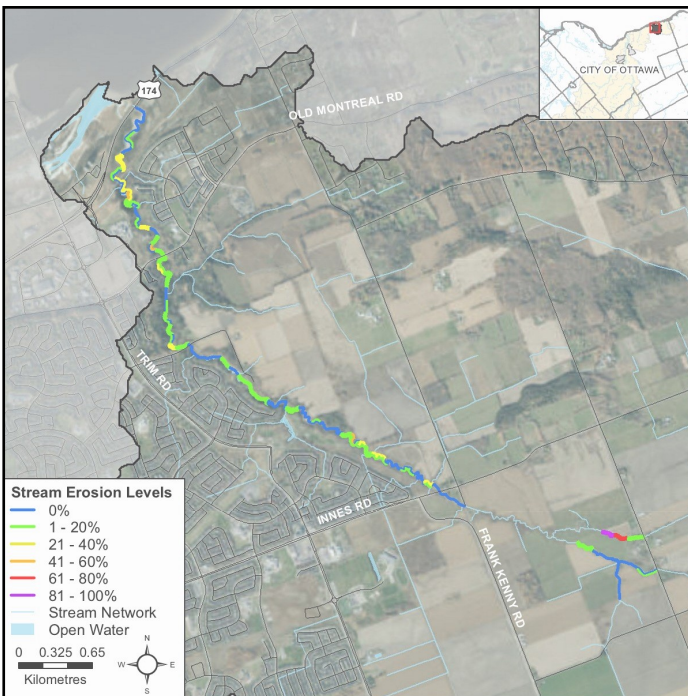 174
OLD MONTREAL RD
CITY OF OTTAWA
TRIM RD
INNES RD
FRANK KENNY RD
Stream Erosion Levels
0%
1 - 20%
21 - 40%
41 - 60%
61 - 80%
81 - 100%
Stream Network
Open Water
0 0.325 0.65
Kilometres
N
W E
S